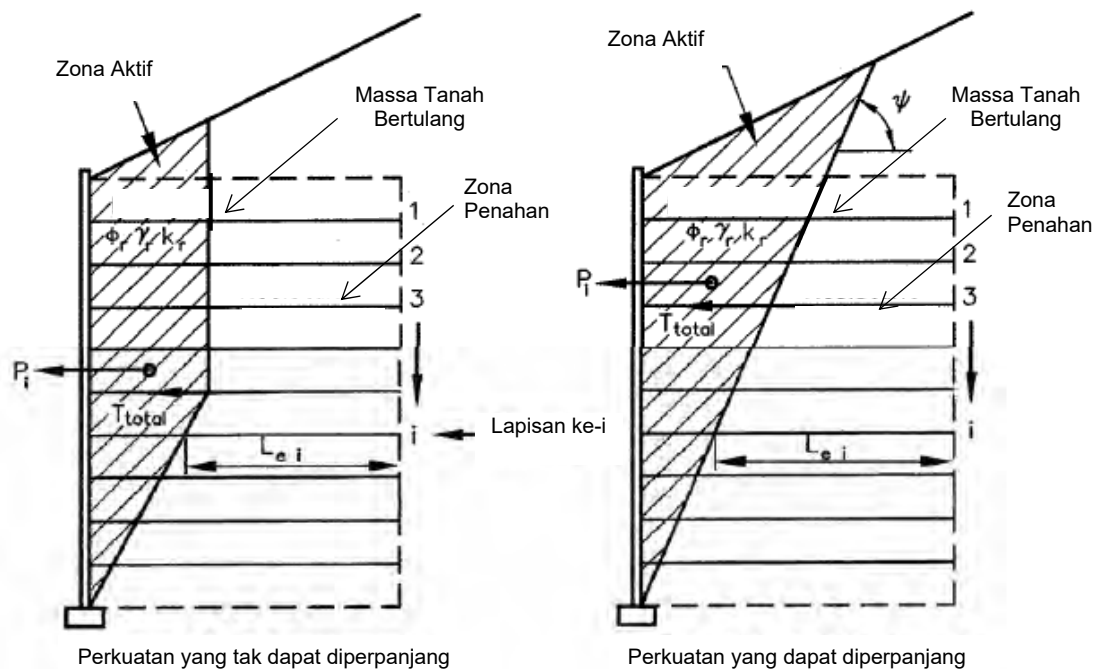 Zona Aktif
Massa Tanah
Bertulang
Zona
Penahan
1
2
3
i
ϕr, γr, kr
Pi
Ttotal
Le i
Lapisan ke-i
Perkuatan yang tak dapat diperpanjang
Zona Aktif
ψ
Massa Tanah
Bertulang
Zona
Penahan
1
2
3
i
ϕr, γr, kr
Pi
Ttotal
Le i
Perkuatan yang dapat diperpanjang